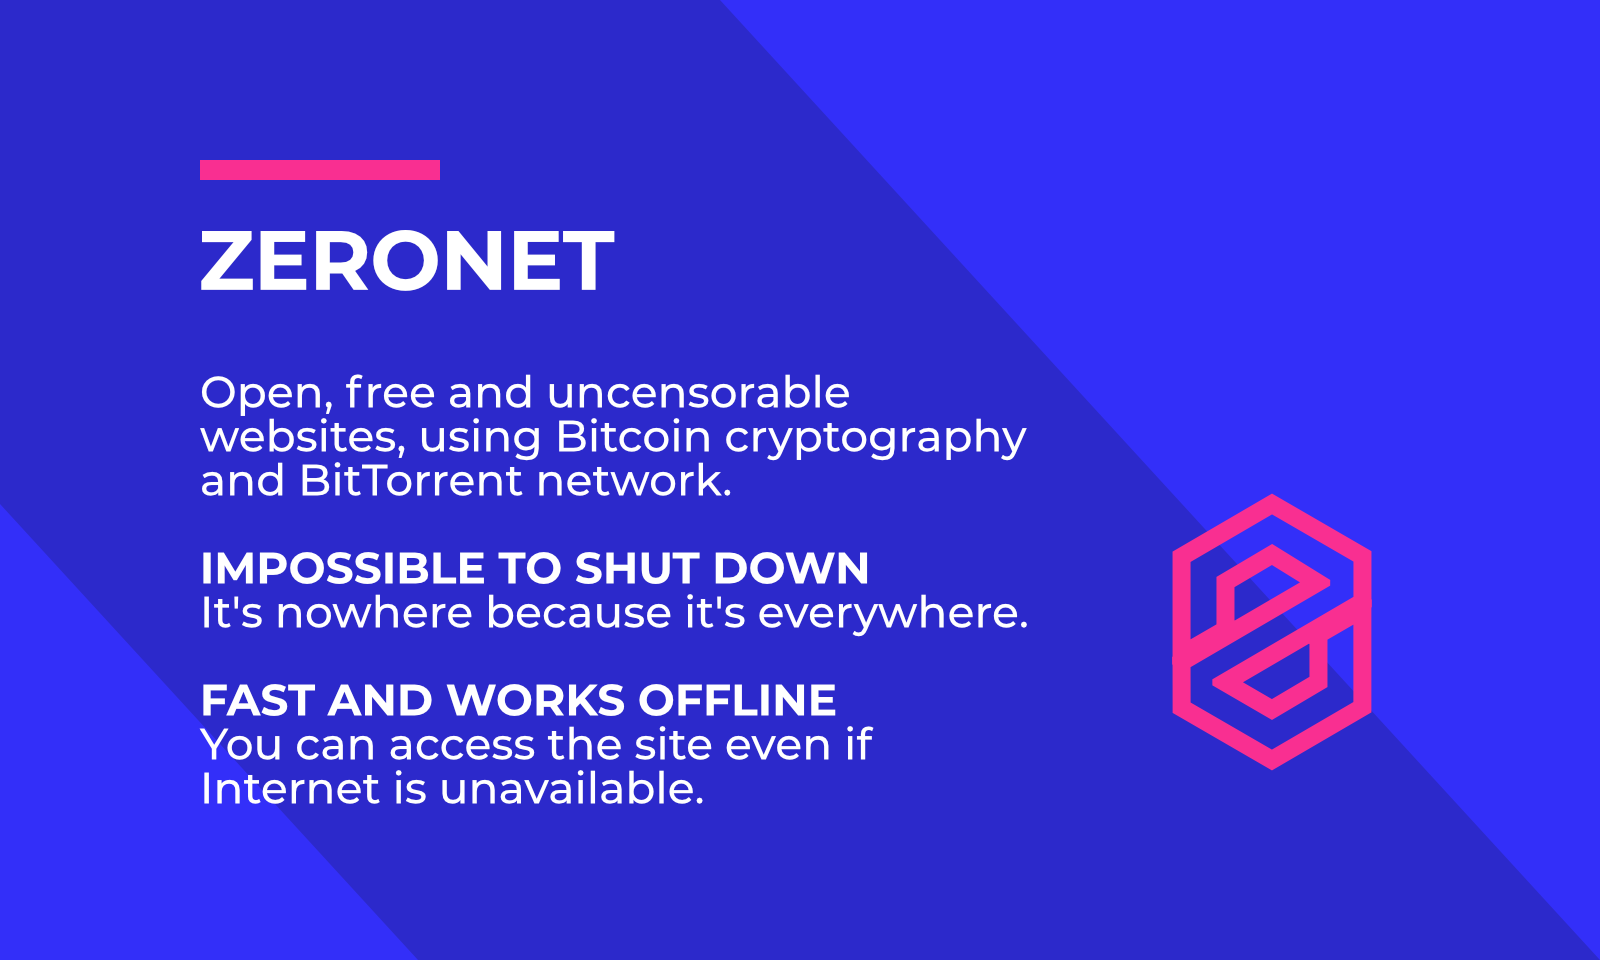 ZERONET
Open, free and uncensorable
websites, using Bitcoin cryptography
and BitTorrent network.
IMPOSSIBLE TO SHUT DOWN
It's nowhere because it's everywhere.
FAST AND WORKS OFFLINE
You can access the site even if
Internet is unavailable.